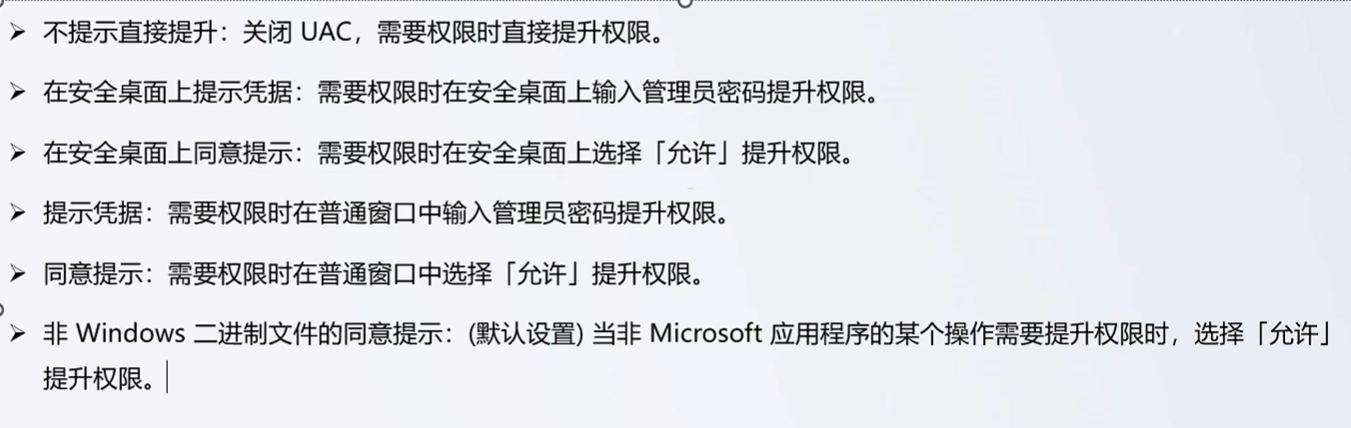 ➢ 不提示直接提升：关闭 UAC，需要权限时直接提升权限。
➢ 在安全桌面上提示凭据：需要权限时在安全桌面上输入管理员密码提升权限。
➢ 在安全桌面上同意提示：需要权限时在安全桌面上选择「允许」提升权限。
➢ 提示凭据：需要权限时在普通窗口中输入管理员密码提升权限。
➢ 同意提示：需要权限时在普通窗口中选择「允许」提升权限。
➢ 非 Windows 二进制文件的同意提示：(默认设置) 当非 Microsoft 应用程序的某个操作需要提升权限时，选择「允许」
提升权限。